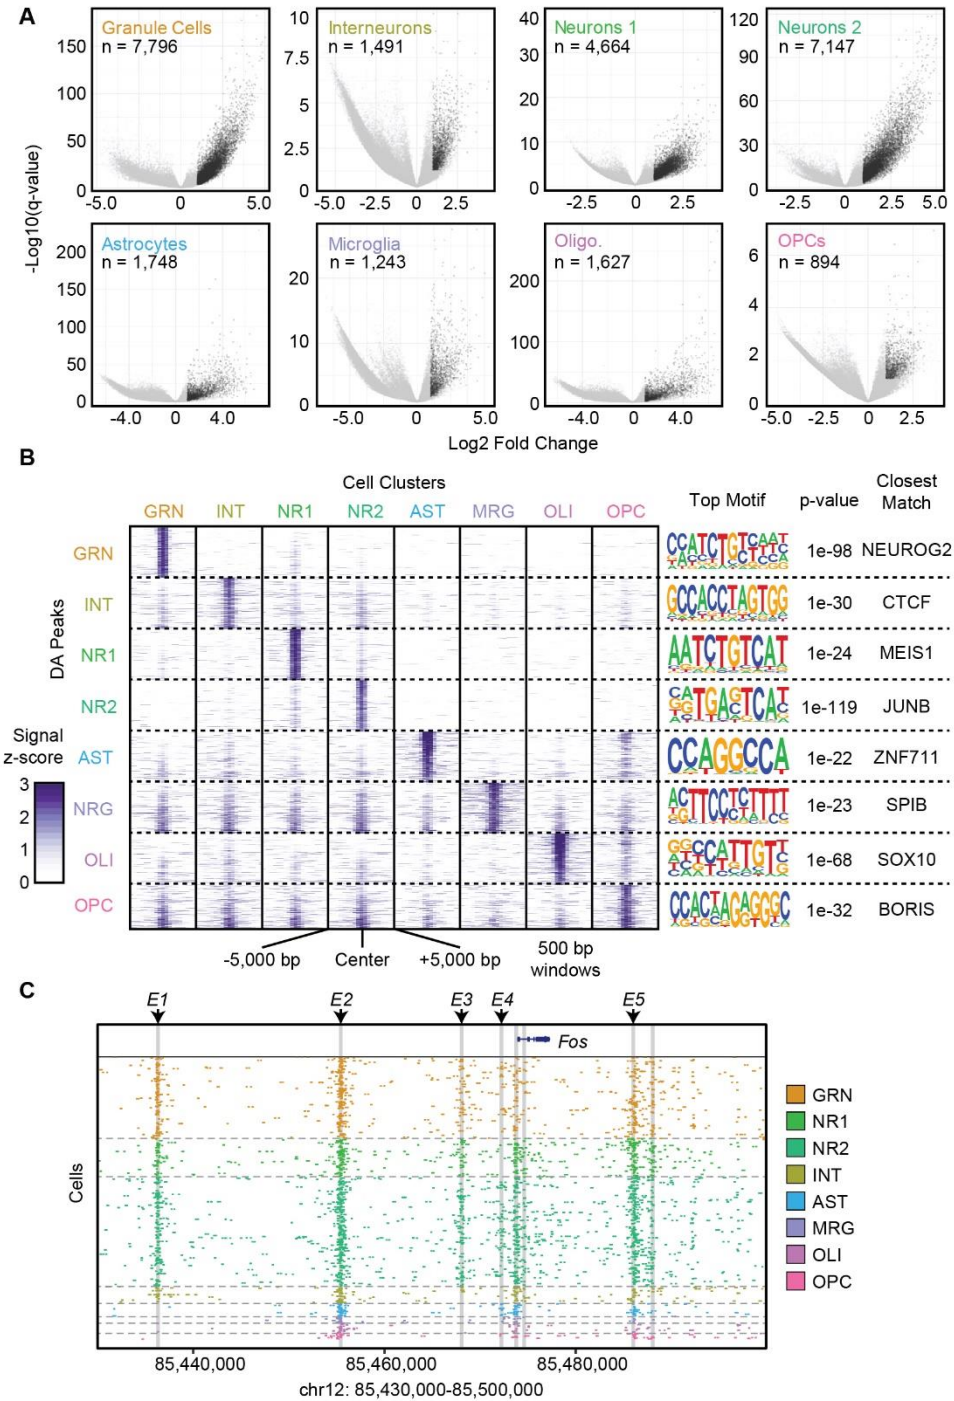 A
Granule Cells
n = 7,796
Interneurons
n = 1,491
Neurons 1
n = 4,664
Neurons 2
n = 7,147
150
100
50
0
10
7.5
5
2.5
0
40
30
20
10
0
120
90
60
30
0
-5.0 0 5.0
-5.0 -2.5 0 2.5
-2.5 0 2.5
-2.5 0 2.5 5.0
-Log10(q-value)
Astrocytes
n = 1,748
Microglia
n = 1,243
Oligo.
n = 1,627
OPCs
n = 894
200
150
100
50
0
20
10
0
200
100
0
6
4
2
0
-4.0 0 4.0
-5.0 -2.5 0 2.5
-4.0 0 4.0
-5.0 -2.5 0 2.5
Log2 Fold Change
B
Cell Clusters
GRN INT NR1 NR2 AST MRG OLI OPC
Top Motif p-value Closest Match
DA Peaks
GRN 1e-98 NEUROG2
INT 1e-30 CTCF
NR1 1e-24 MEIS1
NR2 1e-119 JUNB
AST CCAGGCCA 1e-22 ZNF711
NRG 1e-23 SPIB
OLI 1e-68 SOX10
OPC 1e-32 BORIS
Signal
z-score
3
2
1
0
-5,000 bp Center +5,000 bp 500 bp
windows
C
E1 E2 E3 E4 E5
Fos
Cells
GRN
NR1
NR2
INT
AST
MRG
OLI
OPC
85,440,000 85,460,000 85,480,000
chr12: 85,430,000-85,500,000